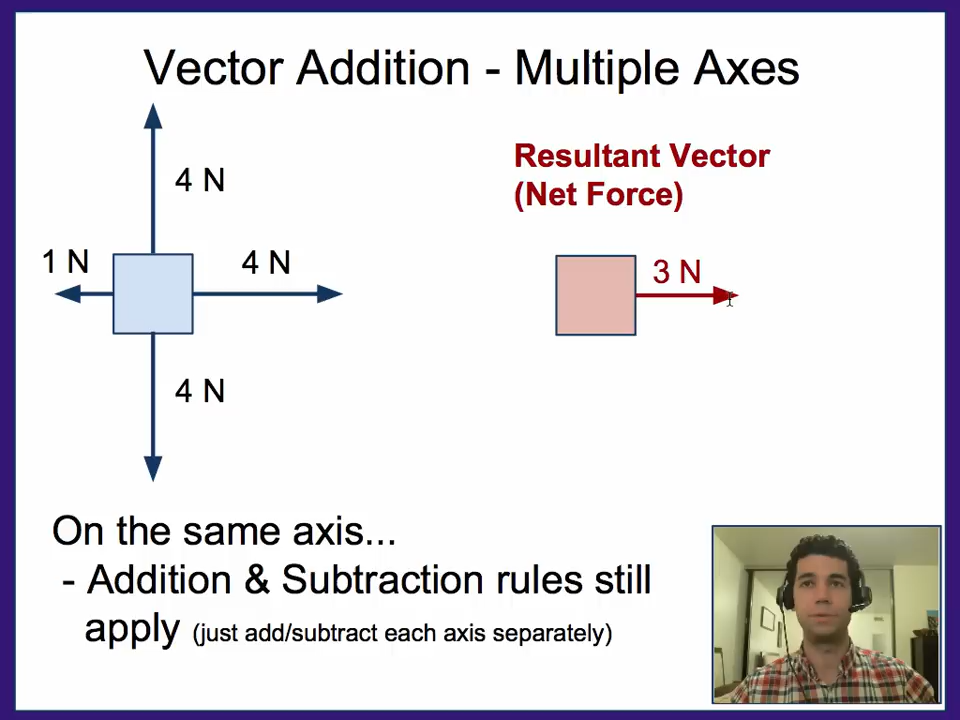 Vector Addition - Multiple Axes
4 N
1 N
4 N
4 N
Resultant Vector
(Net Force)
3 N
On the same axis...
- Addition & Subtraction rules still
apply (just add/subtract each axis separately)